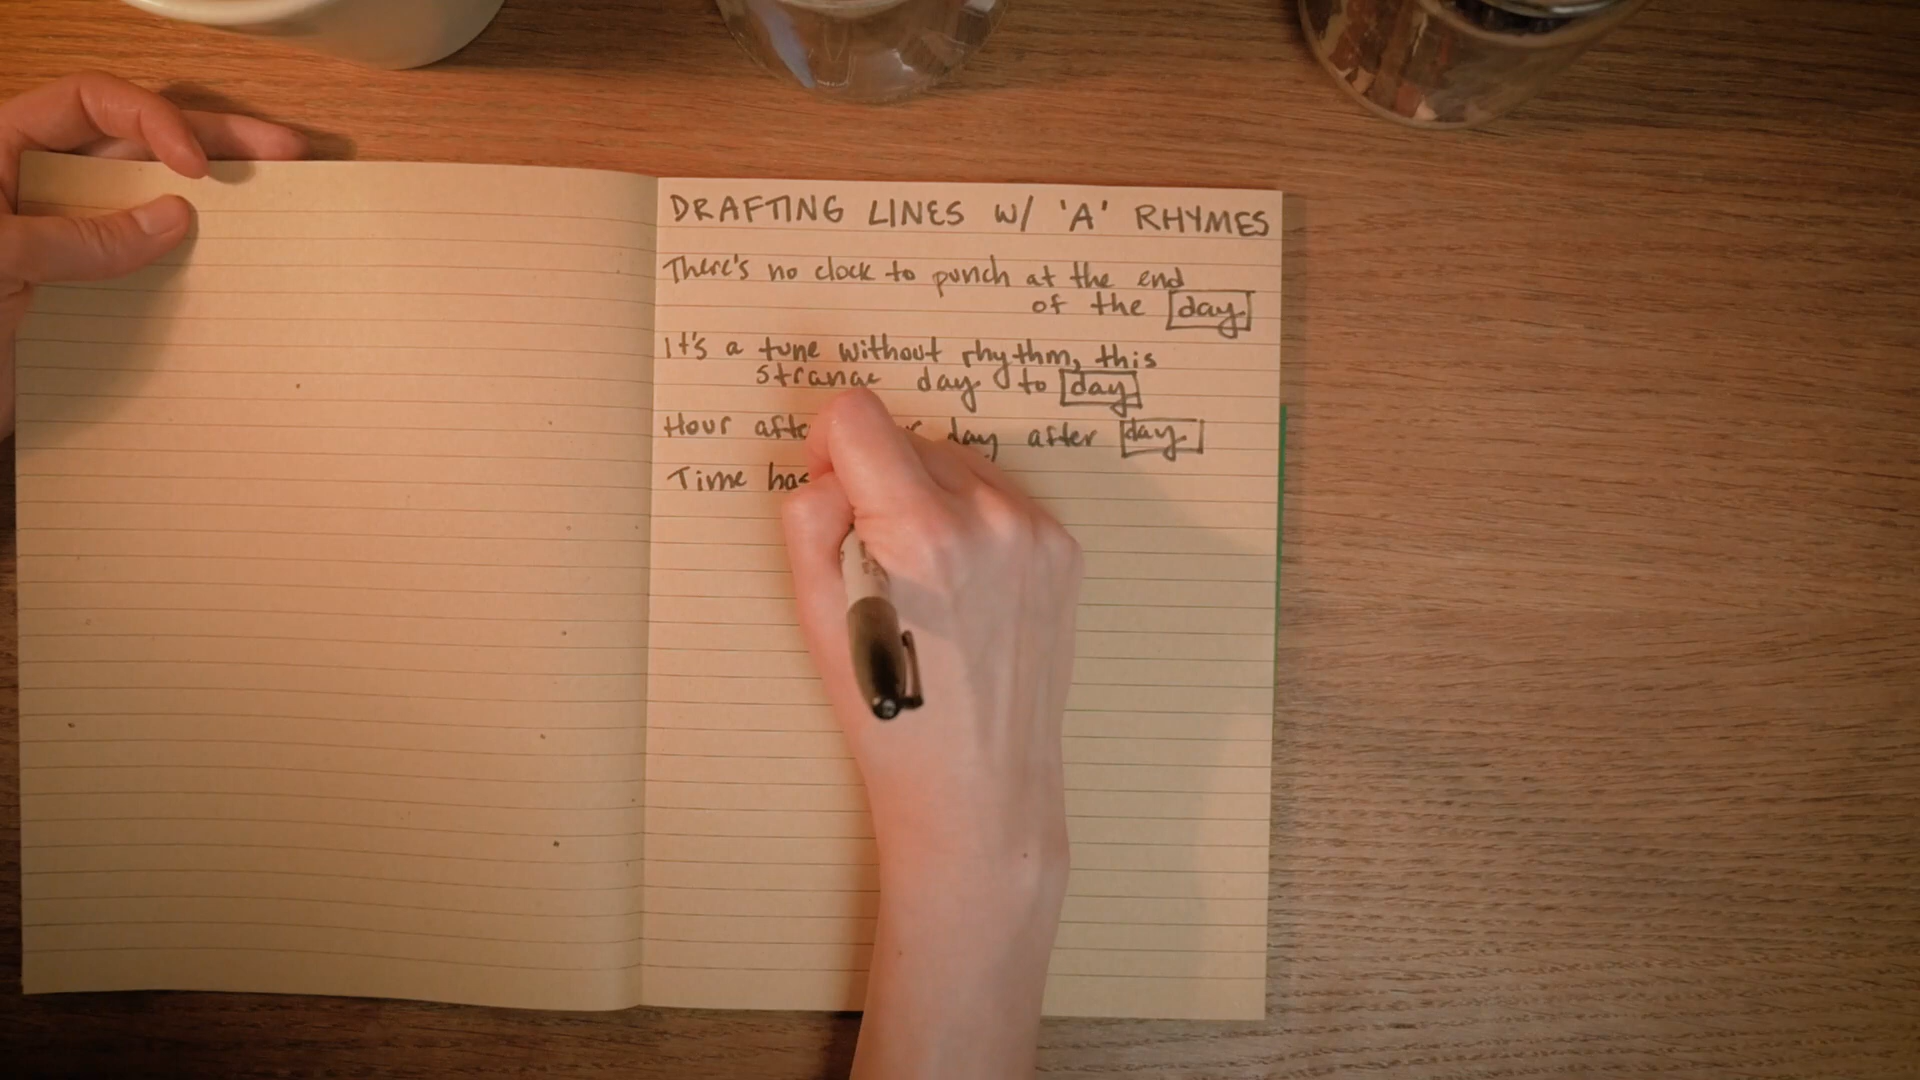 DRAFTING LINES W/ 'A' RHYMES
There's no clock to punch at the end
of the day
It's a tune without rhythm, this
strange day to day
Hour day after day
Time has